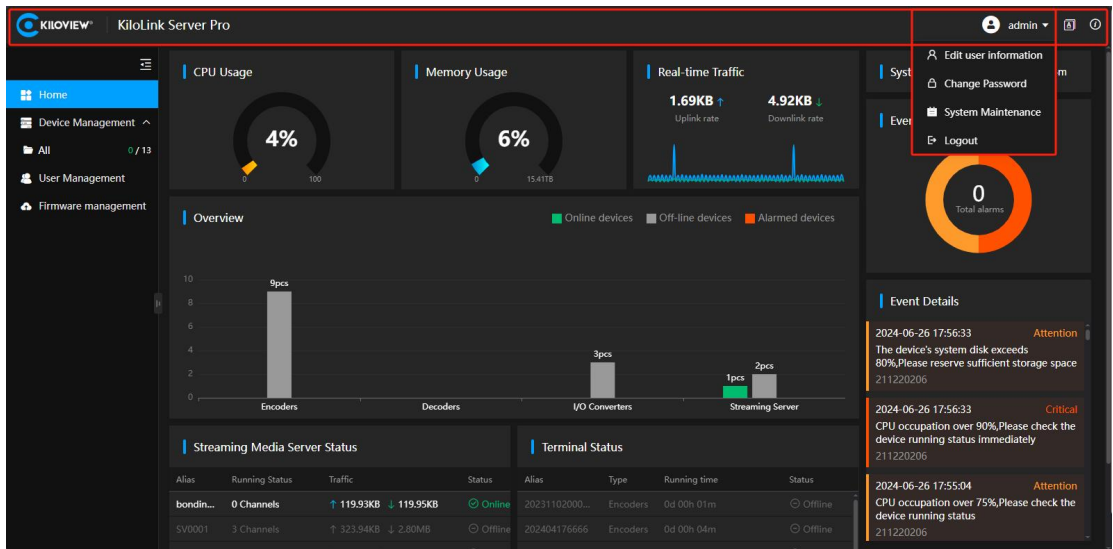 KILOVIEW®
KiloLink Server Pro
admin
Edit user information
Change Password
System Maintenance
Logout
Home
Device Management
All 0 / 13
User Management
Firmware management
CPU Usage
4%
0 100
Memory Usage
6%
0 15.41TB
Real-time Traffic
1.69KB ↑ 4.92KB ↓
Uplink rate Downlink rate
Syst m
Ever
0
Total alarms
Overview
Online devices Off-line devices Alarmed devices
10
8
6
4
2
0
9pcs
3pcs
1pcs
2pcs
Encoders Decoders I/O Converters Streaming Server
Event Details
2024-06-26 17:56:33 Attention
The device's system disk exceeds
80%,Please reserve sufficient storage space
211220206
2024-06-26 17:56:33 Critical
CPU occupation over 90%,Please check the
device running status immediately
211220206
2024-06-26 17:55:04 Attention
CPU occupation over 75%,Please check the
device running status
211220206
Streaming Media Server Status
Alias Running Status Traffic Status
bondin... 0 Channels ↑ 119.93KB ↓ 119.95KB Online
SV0001 3 Channels ↑ 323.94KB ↓ 2.80MB Offline
Terminal Status
Alias Type Running time Status
20231102000... Encoders 0d 00h 01m Offline
202404176666 Encoders 0d 00h 04m Offline